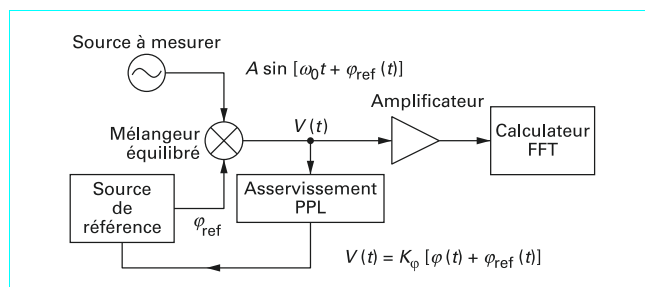 Source à mesurer
A sin [ω₀t + φref (t)]
Amplificateur
Mélangeur
équilibré
V(t)
Calculateur
FFT
Source
de
référence
φref
Asservissement
PPL
V(t) = Kφ [φ(t) + φref (t)]